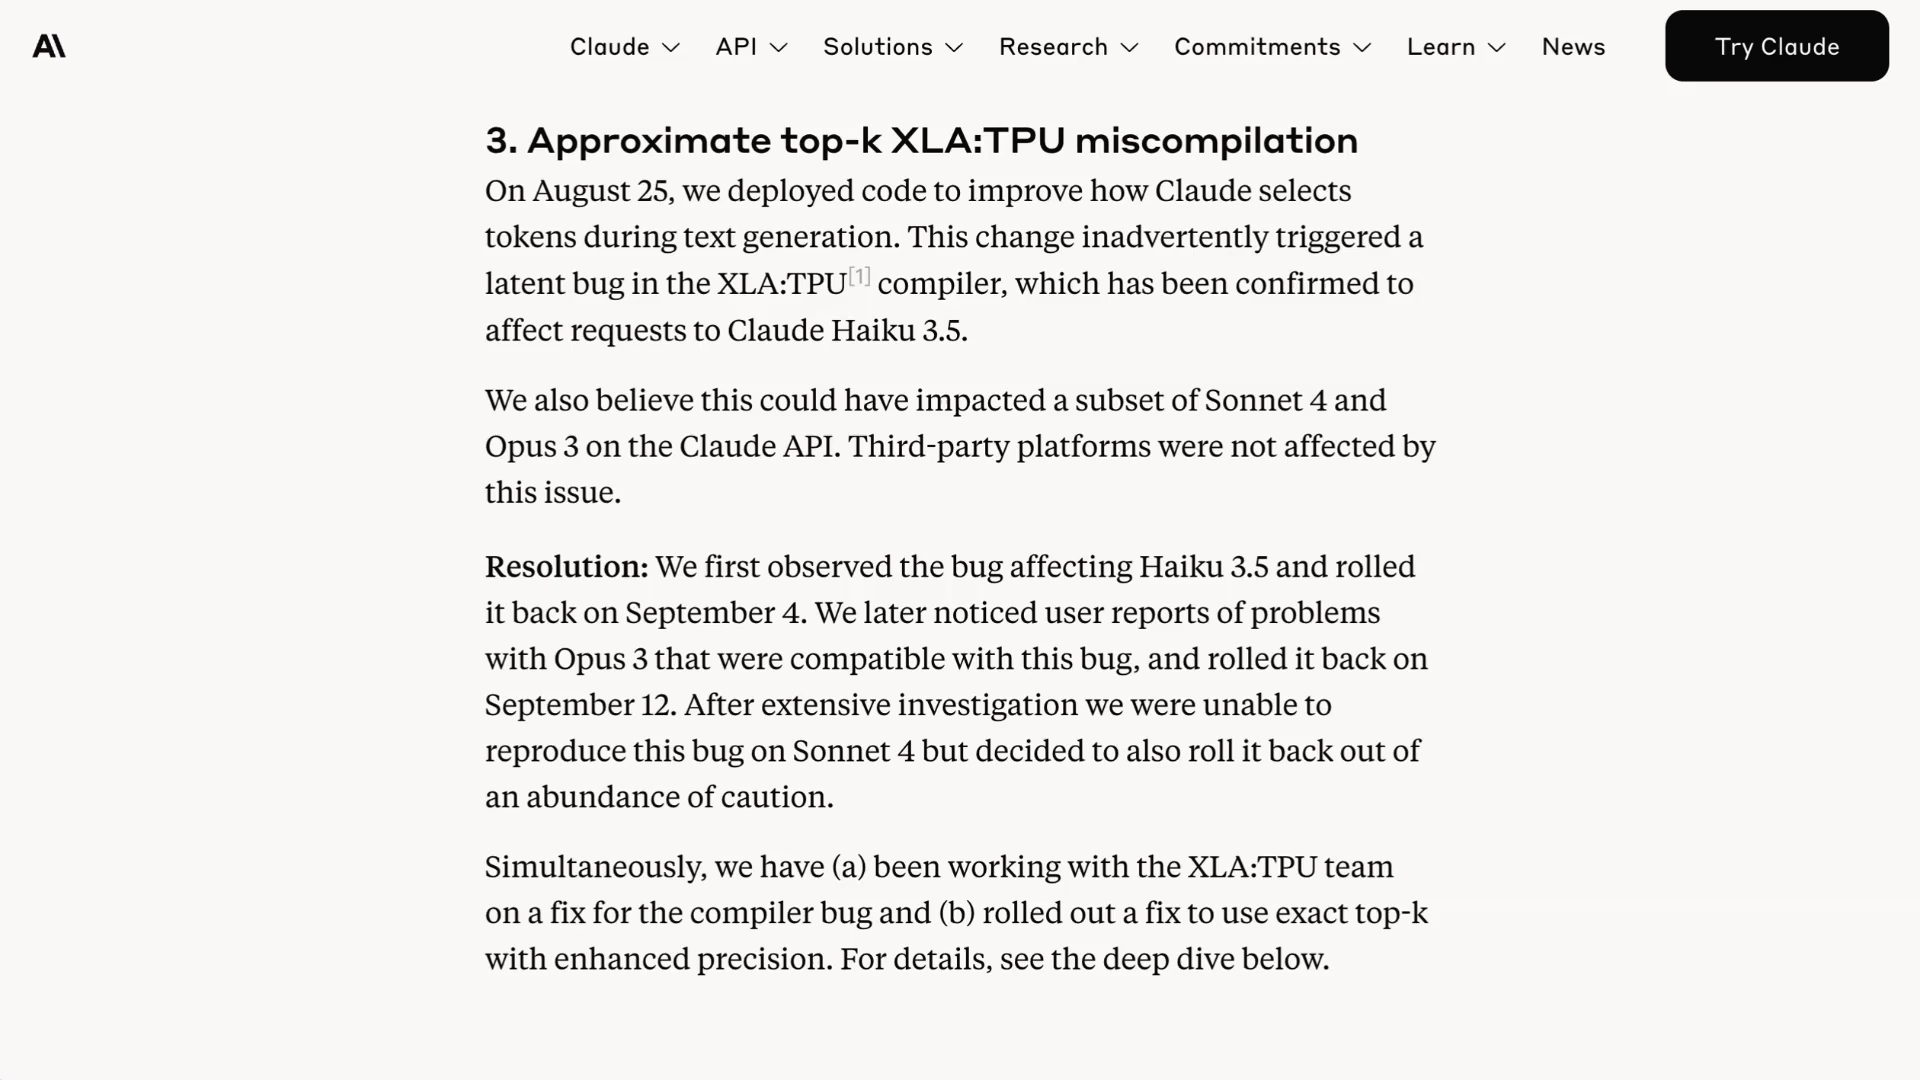 A\
Claude API Solutions Research Commitments Learn News Try Claude
3. Approximate top-k XLA:TPU miscompilation
On August 25, we deployed code to improve how Claude selects
tokens during text generation. This change inadvertently triggered a
latent bug in the XLA:TPU[1] compiler, which has been confirmed to
affect requests to Claude Haiku 3.5.
We also believe this could have impacted a subset of Sonnet 4 and
Opus 3 on the Claude API. Third-party platforms were not affected by
this issue.
Resolution: We first observed the bug affecting Haiku 3.5 and rolled
it back on September 4. We later noticed user reports of problems
with Opus 3 that were compatible with this bug, and rolled it back on
September 12. After extensive investigation we were unable to
reproduce this bug on Sonnet 4 but decided to also roll it back out of
an abundance of caution.
Simultaneously, we have (a) been working with the XLA:TPU team
on a fix for the compiler bug and (b) rolled out a fix to use exact top-k
with enhanced precision. For details, see the deep dive below.